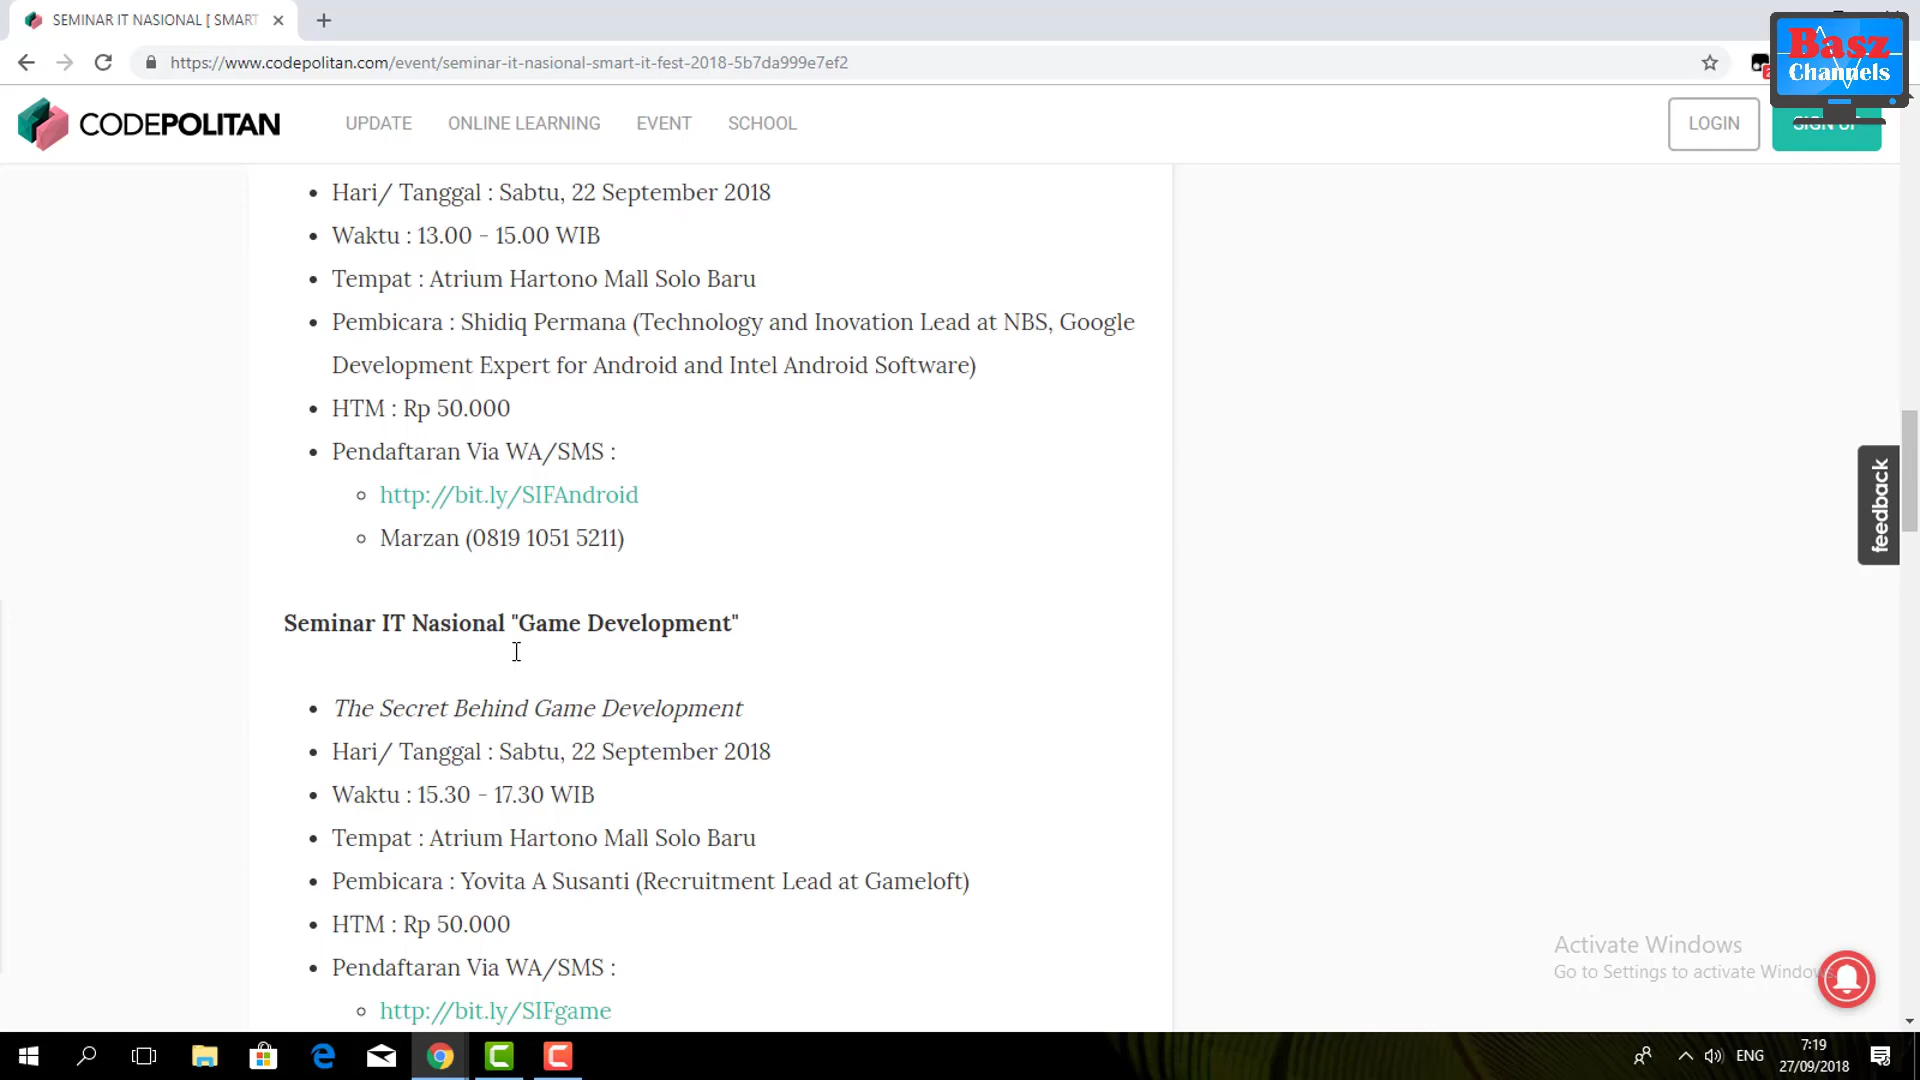 SEMINAR IT NASIONAL [ SMART
https://www.codepolitan.com/event/seminar-it-nasional-smart-it-fest-2018-5b7da999e7ef2
Basz
Channels
CODEPOLITAN
UPDATE
ONLINE LEARNING
EVENT
SCHOOL
LOGIN
SIGN UP
Hari/ Tanggal : Sabtu, 22 September 2018
Waktu : 13.00 - 15.00 WIB
Tempat : Atrium Hartono Mall Solo Baru
Pembicara : Shidiq Permana (Technology and Inovation Lead at NBS, Google
Development Expert for Android and Intel Android Software)
HTM : Rp 50.000
Pendaftaran Via WA/SMS :
http://bit.ly/SIFAndroid
Marzan (0819 1051 5211)
feedback
Seminar IT Nasional "Game Development"
The Secret Behind Game Development
Hari/ Tanggal : Sabtu, 22 September 2018
Waktu : 15.30 - 17.30 WIB
Tempat : Atrium Hartono Mall Solo Baru
Pembicara : Yovita A Susanti (Recruitment Lead at Gameloft)
HTM : Rp 50.000
Pendaftaran Via WA/SMS :
http://bit.ly/SIFgame
Activate Windows
Go to Settings to activate Windows.
ENG
7:19
27/09/2018